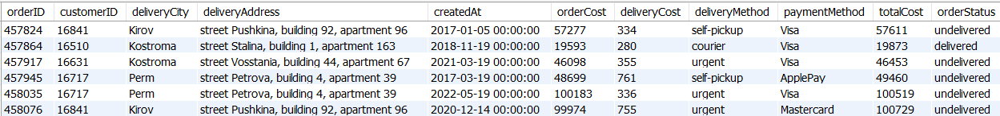 orderID customerID deliveryCity deliveryAddress createdAt orderCost deliveryCost deliveryMethod paymentMethod totalCost orderStatus
457824 16841 Kirov street Pushkina, building 92, apartment 96 2017-01-05 00:00:00 57277 334 self-pickup Visa 57611 undelivered
457864 16510 Kostroma street Stalina, building 1, apartment 163 2018-11-19 00:00:00 19593 280 courier Visa 19873 delivered
457917 16631 Kostroma street Vosstania, building 44, apartment 67 2021-03-19 00:00:00 46098 355 urgent Visa 46453 undelivered
457945 16717 Perm street Petrova, building 4, apartment 39 2017-03-19 00:00:00 48699 761 self-pickup ApplePay 49460 undelivered
458035 16717 Perm street Petrova, building 4, apartment 39 2022-05-19 00:00:00 100183 336 urgent Visa 100519 undelivered
458076 16841 Kirov street Pushkina, building 92, apartment 96 2020-12-14 00:00:00 99974 755 urgent Mastercard 100729 undelivered